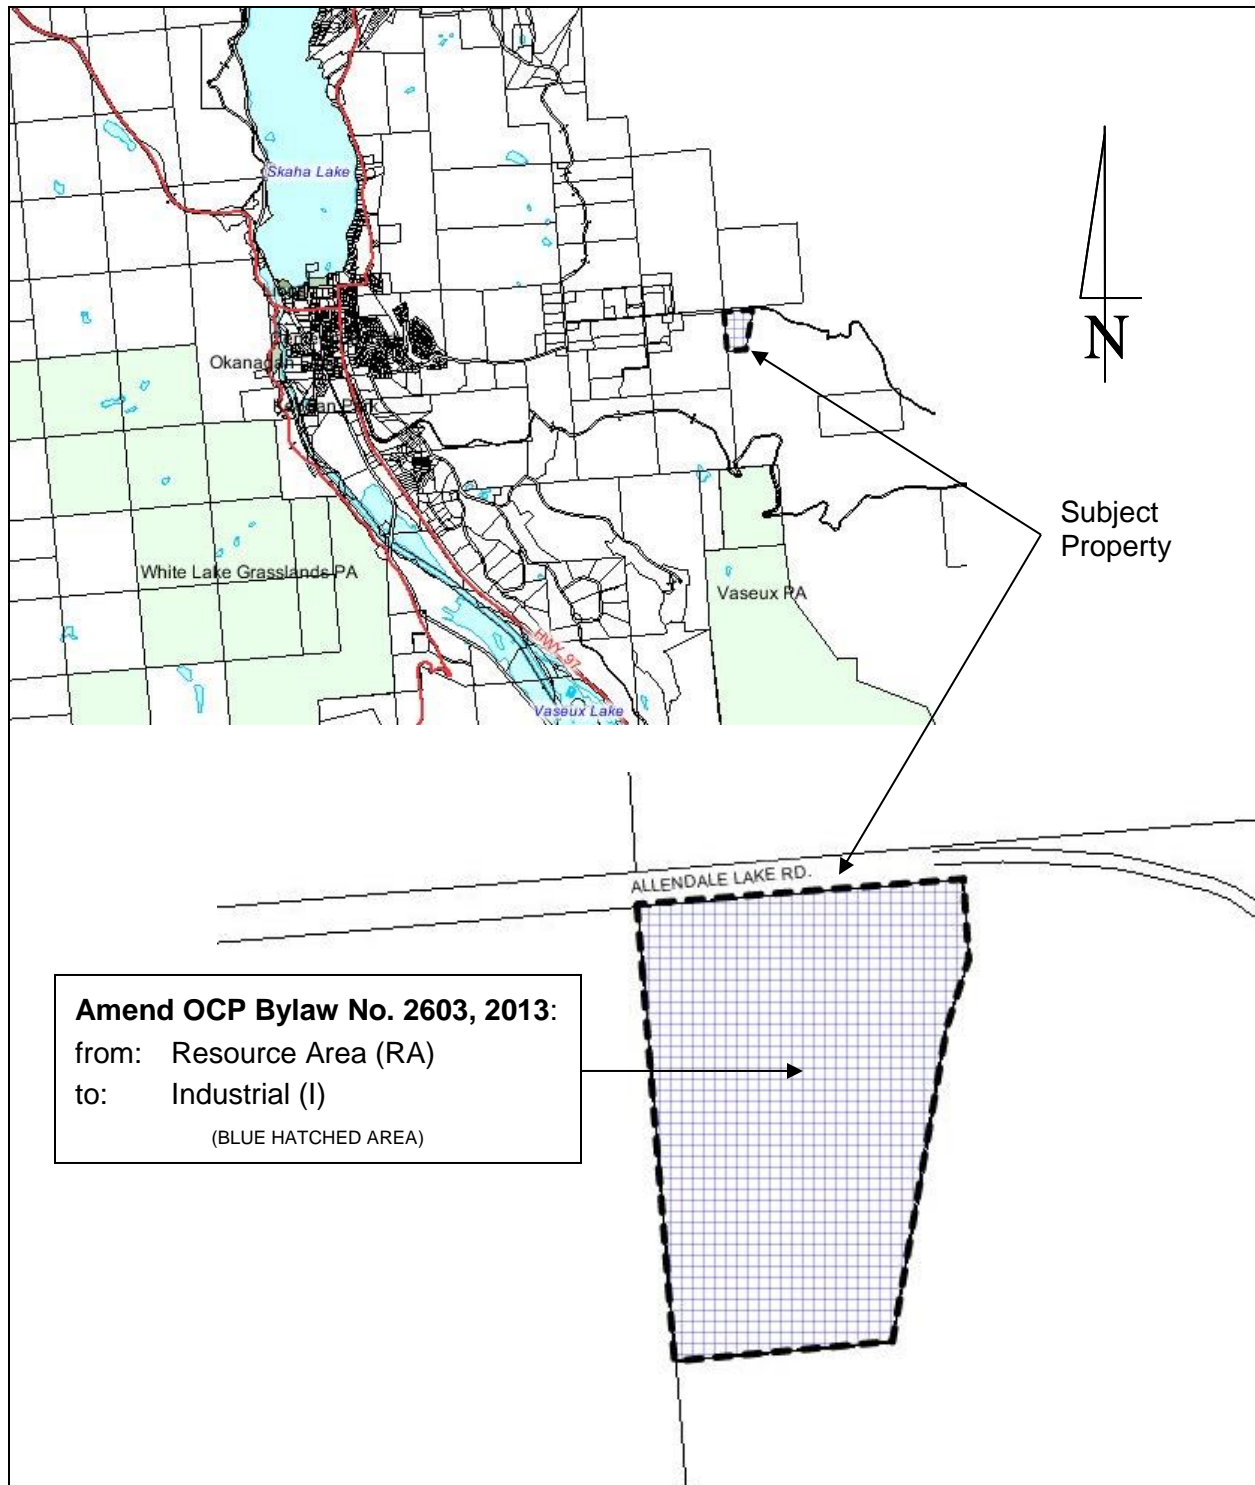 Skaha Lake
Okanagan
N
Subject
Property
White Lake Grasslands PA
Vaseux PA
HWY 97
Vaseux Lake
ALLENDALE LAKE RD.
Amend OCP Bylaw No. 2603, 2013:
from: Resource Area (RA)
to: Industrial (I)
(BLUE HATCHED AREA)